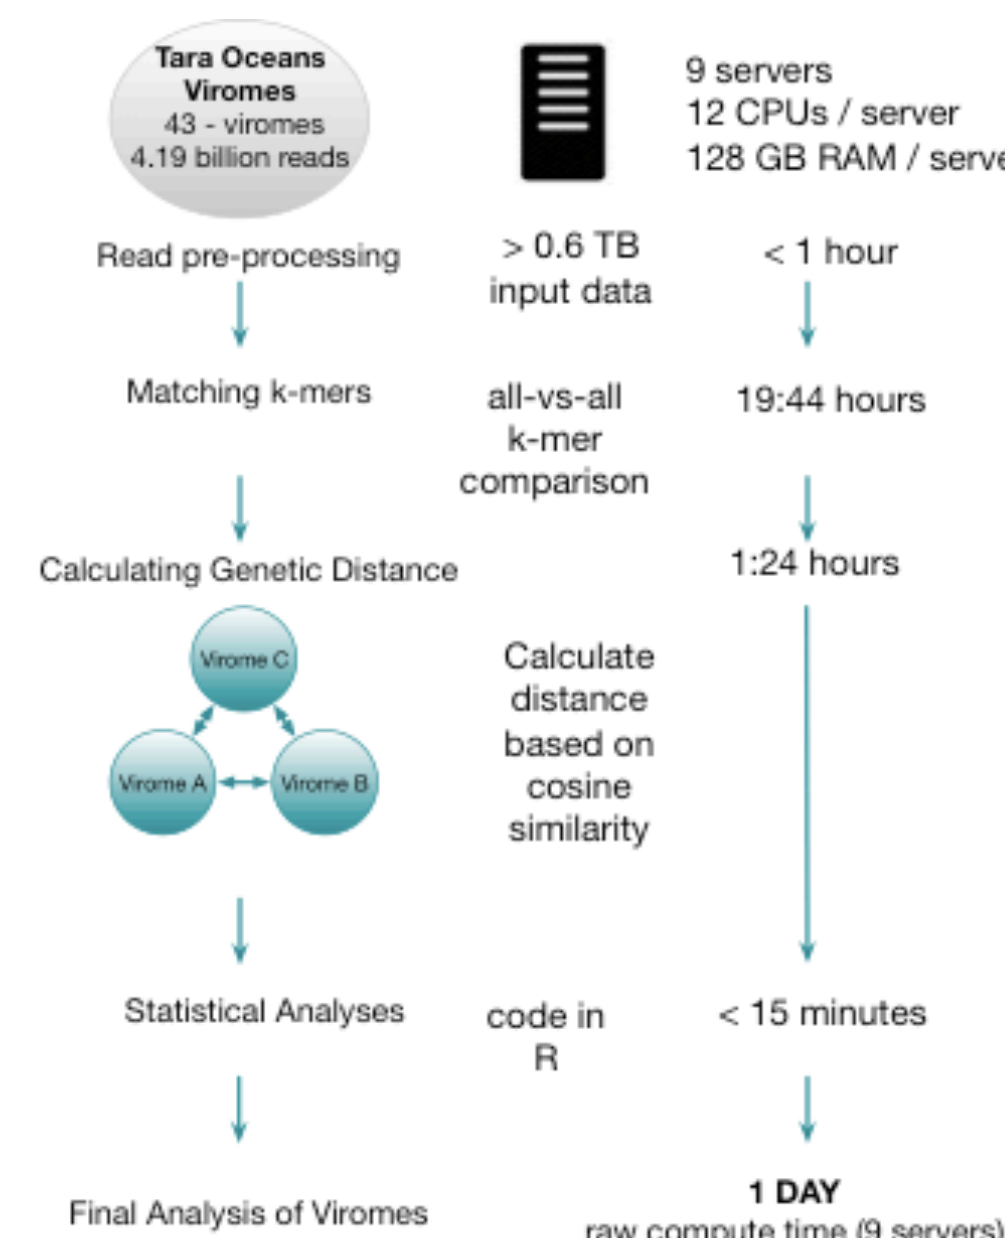 Tara Oceans
Viromes
43 - viromes
4.19 billion reads
9 servers
12 CPUs / server
128 GB RAM /
Read pre-processing
> 0.6 TB
input data
< 1 hour
Matching k-mers
all-vs-all
k-mer
comparison
19:44 hours
Calculating Genetic Distance
1:24 hours
Virome C
Virome A
Virome B
Calculate
distance
based on
cosine
similarity
Statistical Analyses
code in
R
< 15 minutes
Final Analysis of Viromes
1 DAY
raw compute time (9 servers)